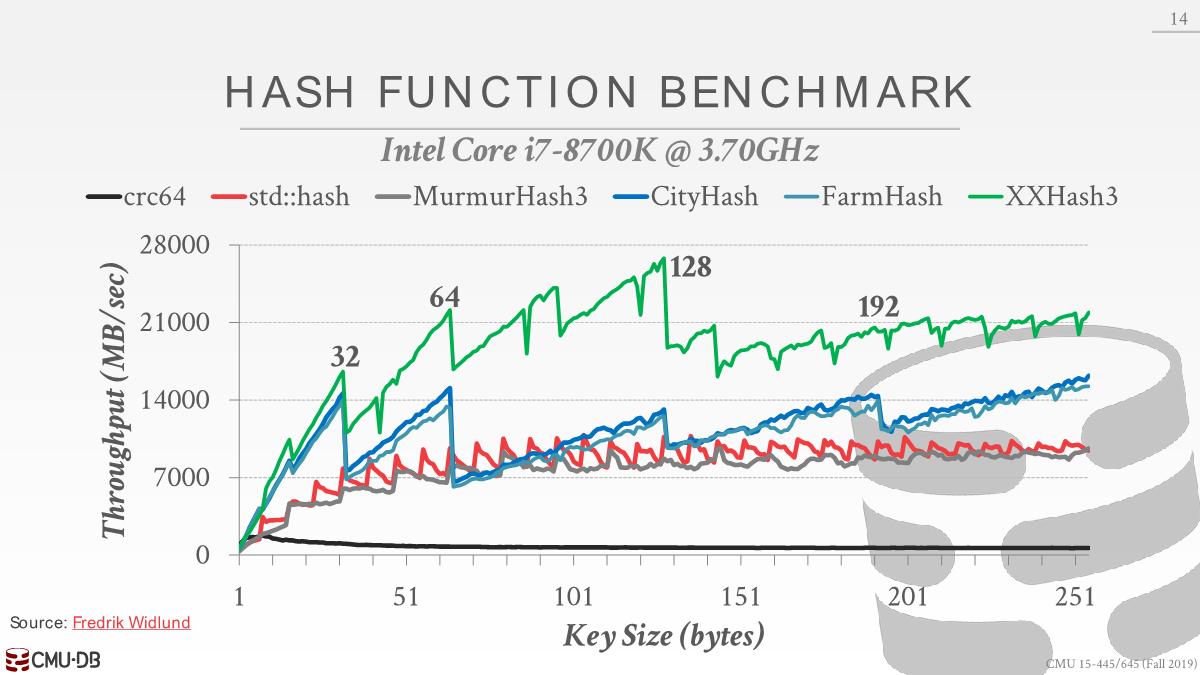 14
HASH FUNCTION BENCHMARK
Intel Core i7-8700K @ 3.70GHz
crc64 std::hash MurmurHash3 CityHash FarmHash XXHash3
Throughput (MB/sec)
28000
21000
14000
7000
0
32
64
128
192
1 51 101 151 201 251
Key Size (bytes)
Source: Fredrik Widlund
CMU·DB
CMU 15-445/645 (Fall 2019)